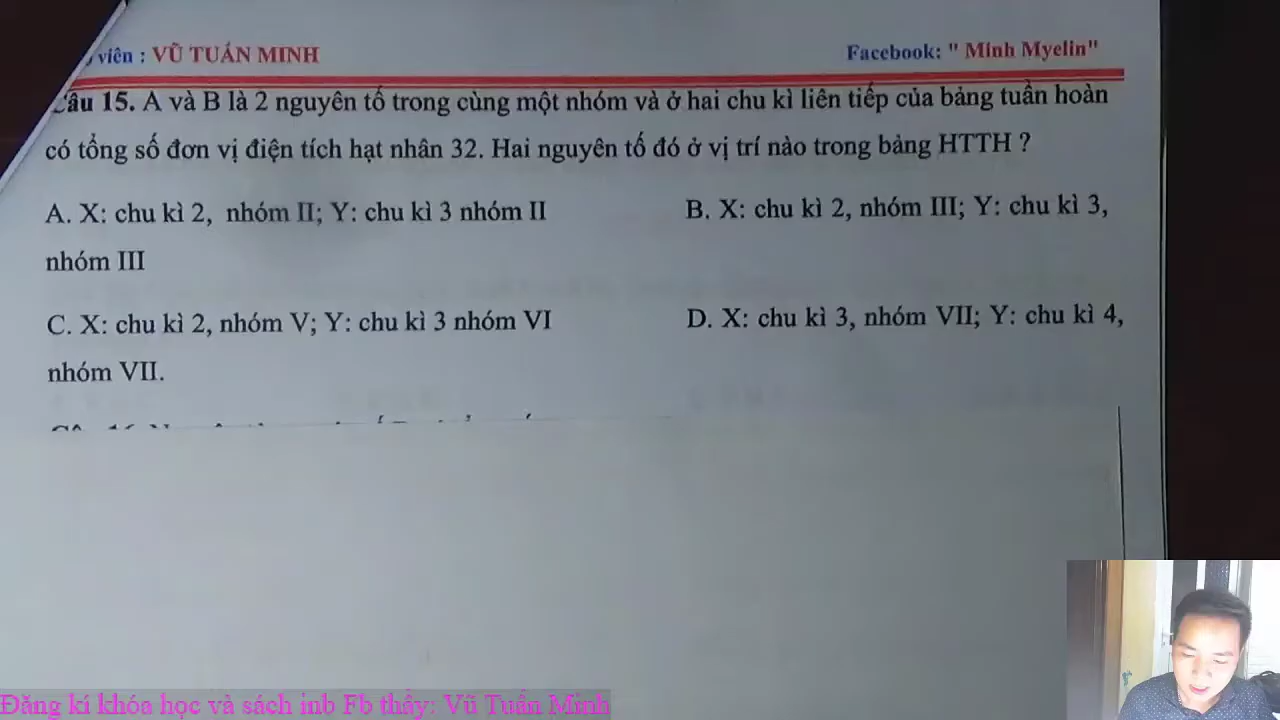 viên : VŨ TUẤN MINH Facebook: " Minh Myelin"
Câu 15. A và B là 2 nguyên tố trong cùng một nhóm và ở hai chu kì liên tiếp của bảng tuần hoàn
có tổng số đơn vị điện tích hạt nhân 32. Hai nguyên tố đó ở vị trí nào trong bảng HTTH ?
A. X: chu kì 2, nhóm II; Y: chu kì 3 nhóm II B. X: chu kì 2, nhóm III; Y: chu kì 3,
nhóm III
C. X: chu kì 2, nhóm V; Y: chu kì 3 nhóm VI D. X: chu kì 3, nhóm VII; Y: chu kì 4,
nhóm VII.
Đăng kí khóa học và sách inb Fb thầy: Vũ Tuấn Minh